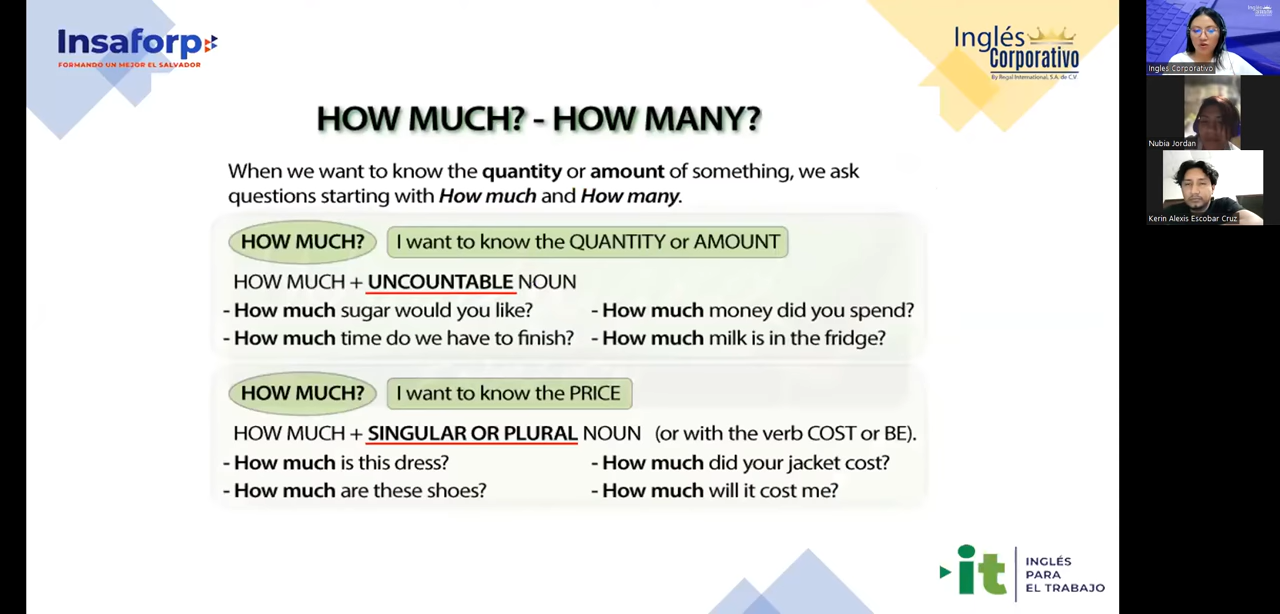 Insaforp
FORMANDO UN MEJOR EL SALVADOR
Inglés
Corporativo
By Regal International, S.A. de C.V
HOW MUCH? - HOW MANY?
When we want to know the quantity or amount of something, we ask
questions starting with How much and How many.
HOW MUCH? I want to know the QUANTITY or AMOUNT
HOW MUCH + UNCOUNTABLE NOUN
- How much sugar would you like? - How much money did you spend?
- How much time do we have to finish? - How much milk is in the fridge?
HOW MUCH? I want to know the PRICE
HOW MUCH + SINGULAR OR PLURAL NOUN (or with the verb COST or BE).
- How much is this dress? - How much did your jacket cost?
- How much are these shoes? - How much will it cost me?
it
INGLÉS
PARA
EL TRABAJO
Ingles Corporativo
Nubia Jordan
Kerin Alexis Escobar Cruz